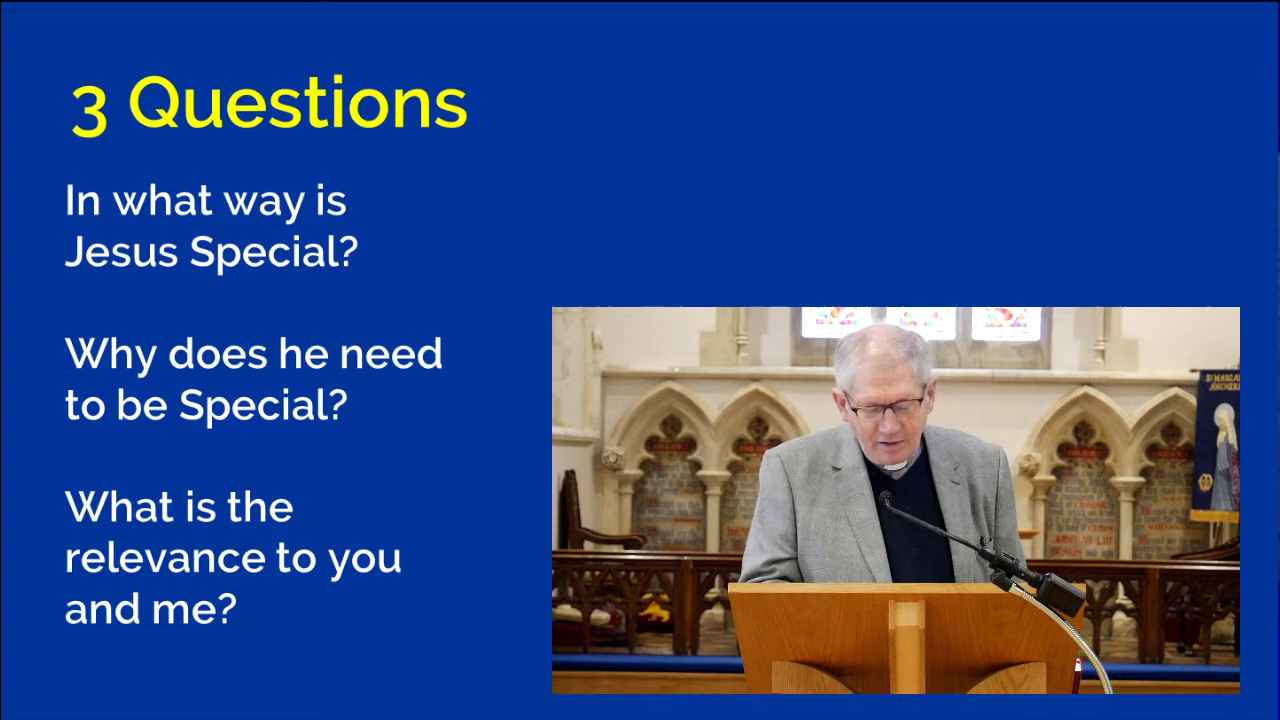 3 Questions
In what way is
Jesus Special?
Why does he need
to be Special?
What is the
relevance to you
and me?